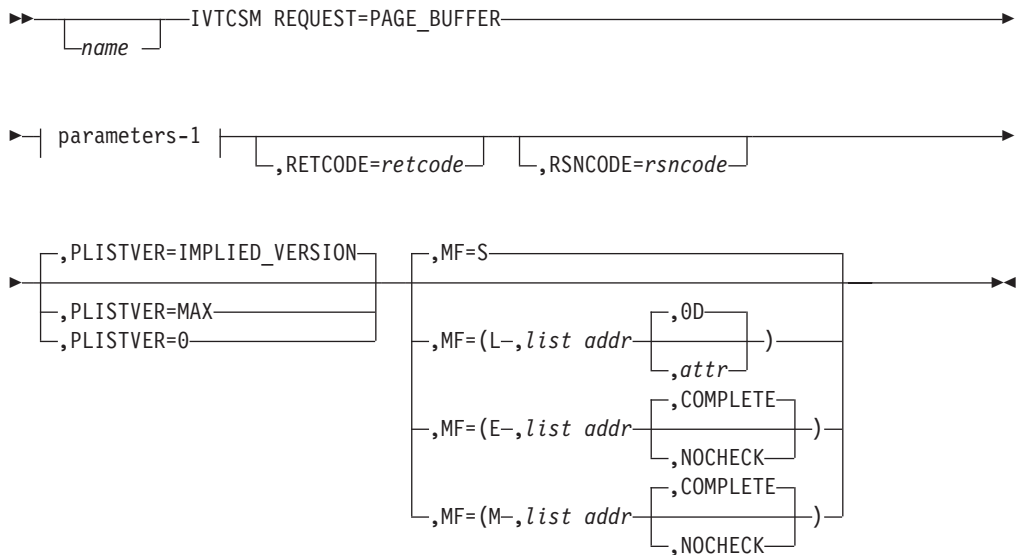 IVTCSM REQUEST=PAGE_BUFFER
name
parameters-1
,RETCODE=retcode ,RSNCODE=rsncode
,PLISTVER=IMPLIED_VERSION ,MF=S
,PLISTVER=MAX ,0D
,PLISTVER=0 ,MF=(L ,list addr )
,attr
,COMPLETE
,MF=(E ,list addr )
,NOCHECK
,COMPLETE
,MF=(M ,list addr )
,NOCHECK